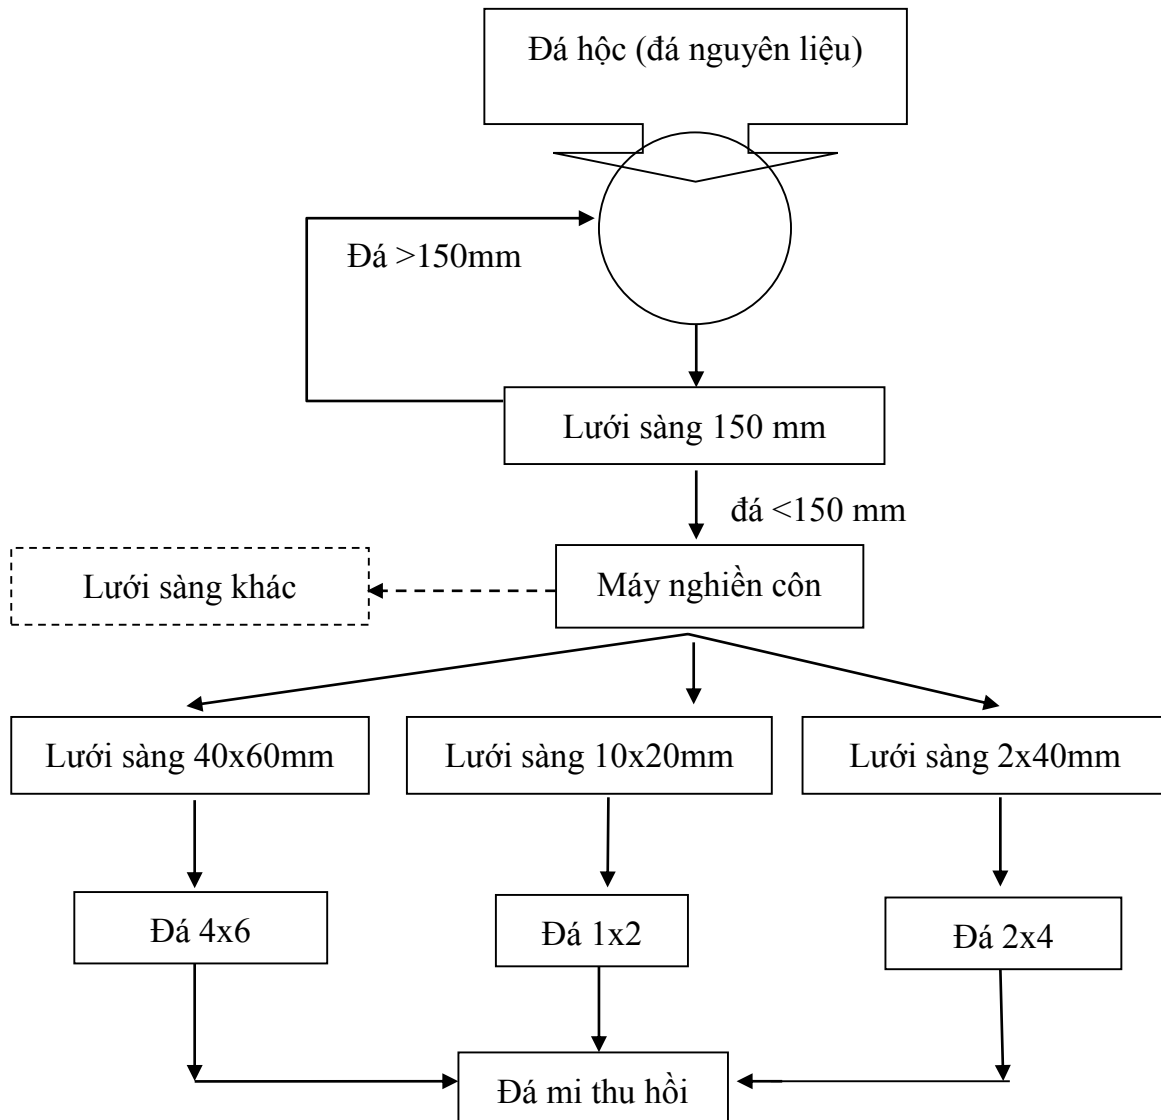 Đá hộc (đá nguyên liệu)
Đá >150mm
Lưới sàng 150 mm
đá <150 mm
Lưới sàng khác
Máy nghiền côn
Lưới sàng 40x60mm
Lưới sàng 10x20mm
Lưới sàng 2x40mm
Đá 4x6
Đá 1x2
Đá 2x4
Đá mi thu hồi